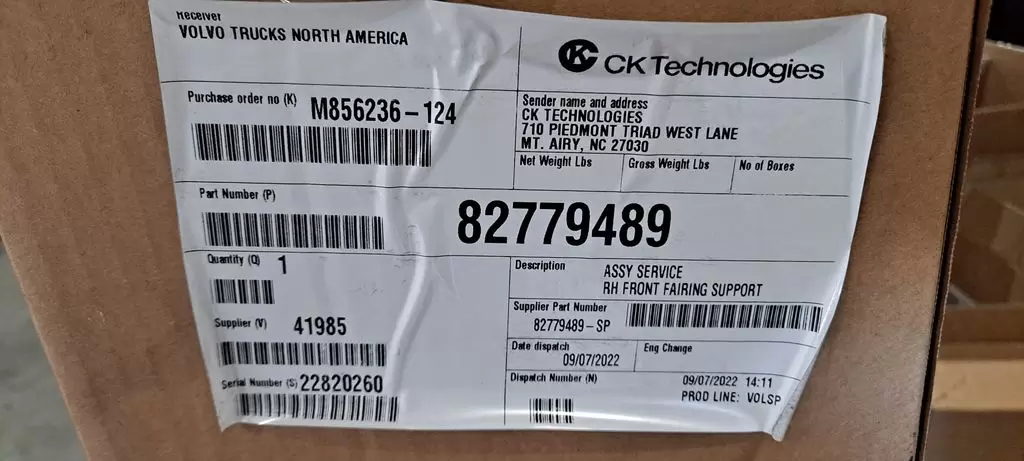 Receiver
VOLVO TRUCKS NORTH AMERICA
CK CK Technologies
Purchase order no (K) M856236-124
Sender name and address
CK TECHNOLOGIES
710 PIEDMONT TRIAD WEST LANE
MT. AIRY, NC 27030
Net Weight Lbs
Gross Weight Lbs
No of Boxes
Part Number (P)
82779489
Quantity (Q) 1
Description
ASSY SERVICE
RH FRONT FAIRING SUPPORT
Supplier Part Number
82779489-SP
Supplier (V) 41985
Date dispatch
09/07/2022
Eng Change
Serial Number (S) 22820260
Dispatch Number (N)
09/07/2022 14:11
PROD LINE: VOLSP